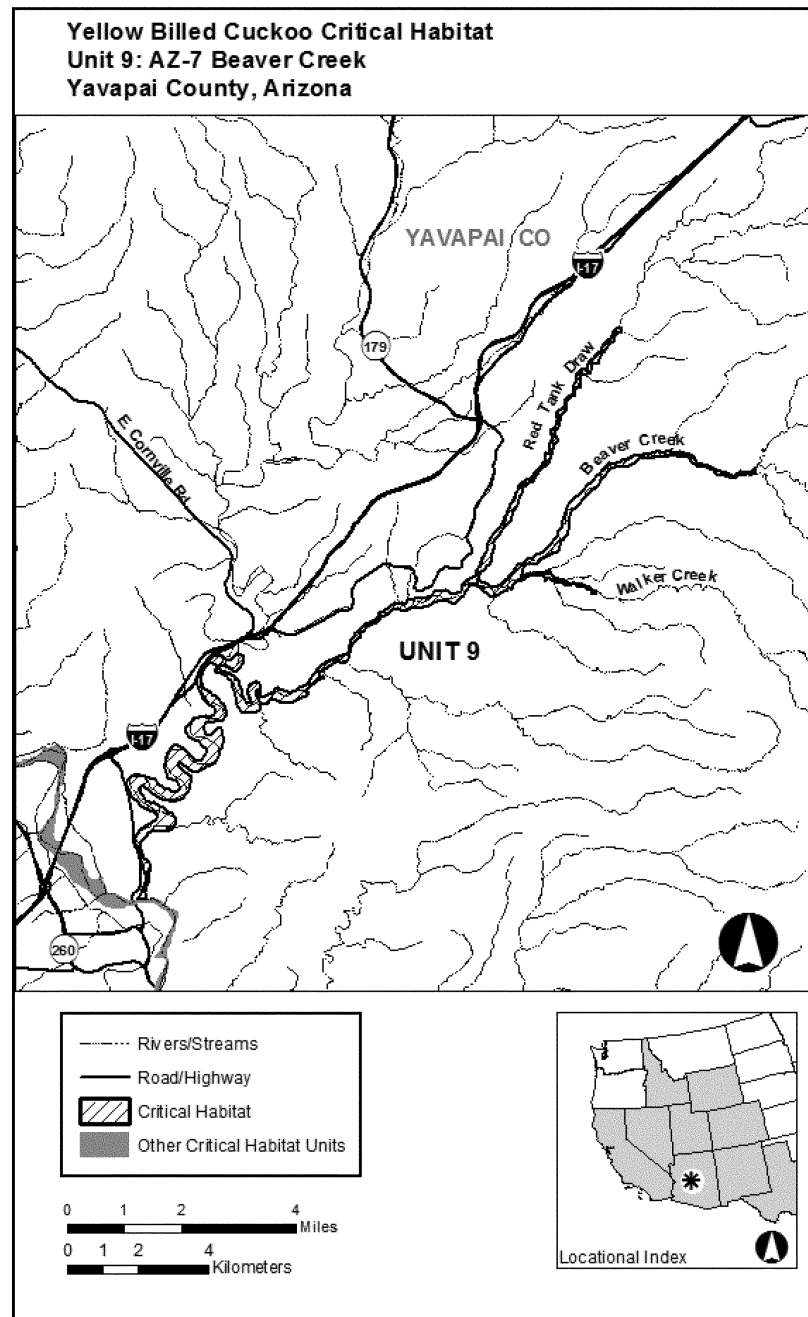 Yellow Billed Cuckoo Critical Habitat
Unit 9: AZ-7 Beaver Creek
Yavapai County, Arizona
YAVAPAI CO
I-17
179
Red Tank Draw
E Cornville Rd
Beaver Creek
Walker Creek
UNIT 9
I-17
260
Rivers/Streams
Road/Highway
Critical Habitat
Other Critical Habitat Units
0 1 2 4
Miles
0 1 2 4
Kilometers
Locational Index